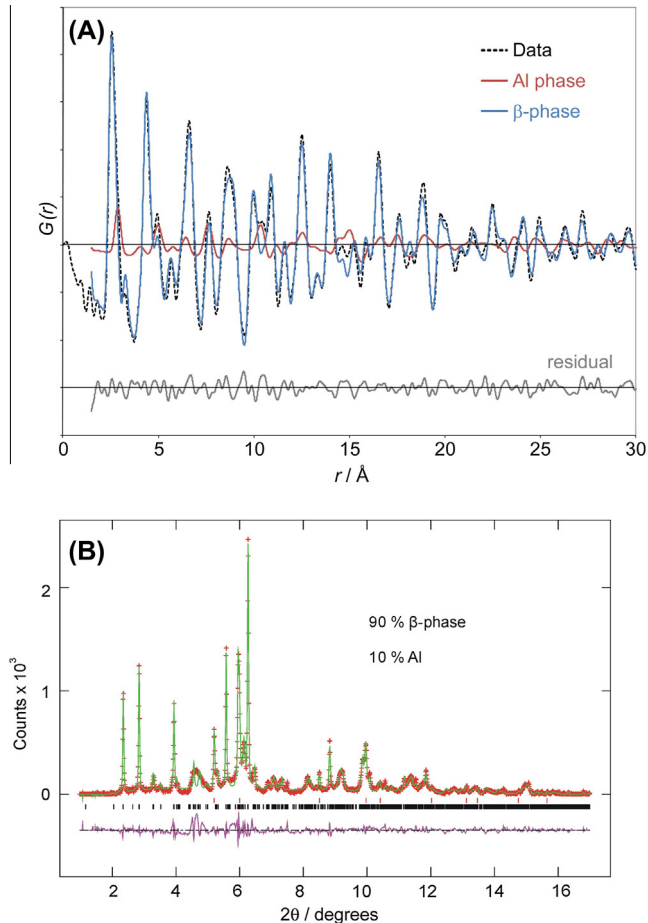 (A)
Data
Al phase
β-phase
G(r)
residual
0 5 10 15 20 25 30
r / Å
(B)
2
90 % β-phase
10 % Al
1
Counts x 10³
0
2 4 6 8 10 12 14 16
2θ / degrees